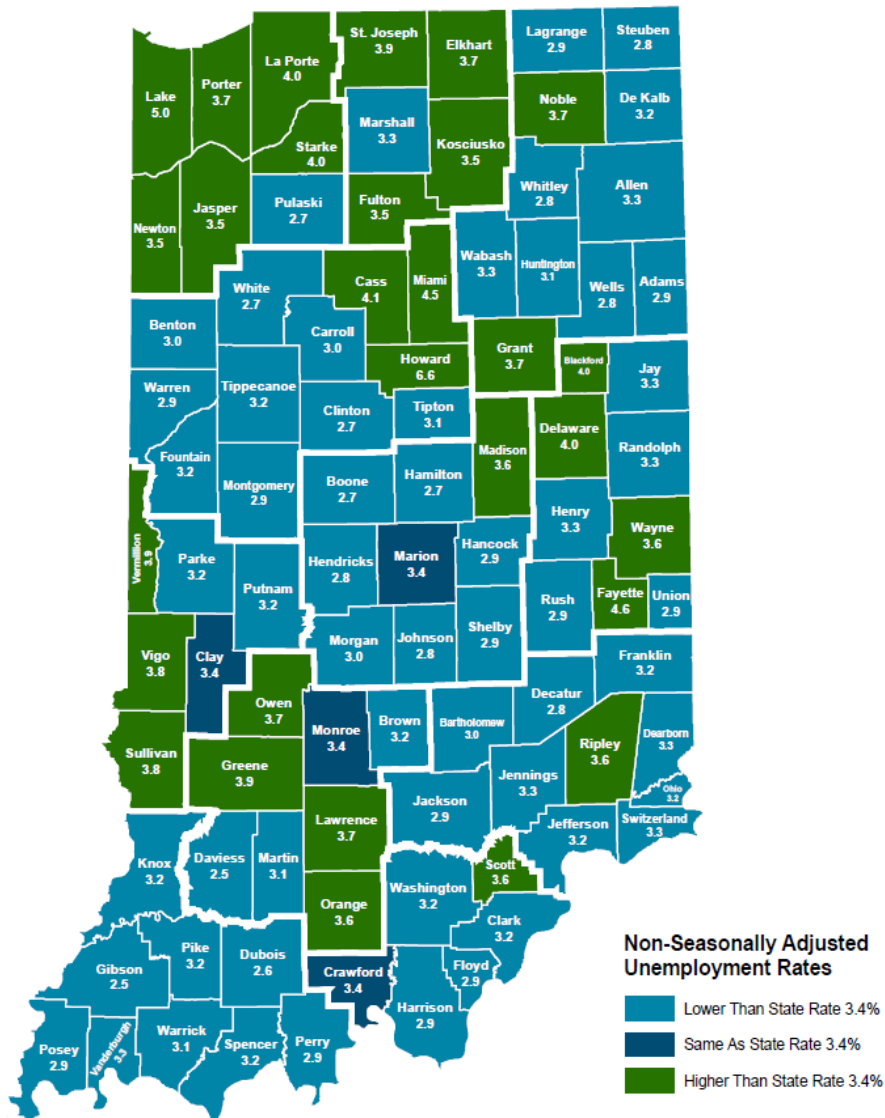 St. Joseph
3.9
Elkhart
3.7
Lagrange
2.9
Steuben
2.8
La Porte
4.0
Porter
3.7
Lake
5.0
Noble
3.7
De Kalb
3.2
Marshall
3.3
Starke
4.0
Kosciusko
3.5
Whitley
2.8
Allen
3.3
Pulaski
2.7
Fulton
3.5
Jasper
3.5
Newton
3.5
Wabash
3.3
Huntington
3.1
Wells
2.8
Adams
2.9
White
2.7
Cass
4.1
Miami
4.5
Benton
3.0
Carroll
3.0
Howard
6.6
Grant
3.7
Blackford
4.0
Jay
3.3
Warren
2.9
Tippecanoe
3.2
Clinton
2.7
Tipton
3.1
Madison
3.6
Delaware
4.0
Randolph
3.3
Fountain
3.2
Montgomery
2.9
Boone
2.7
Hamilton
2.7
Henry
3.3
Wayne
3.6
Vermillion
3.9
Parke
3.2
Putnam
3.2
Hendricks
2.8
Marion
3.4
Hancock
2.9
Rush
2.9
Fayette
4.6
Union
2.9
Vigo
3.8
Clay
3.4
Morgan
3.0
Johnson
2.8
Shelby
2.9
Franklin
3.2
Owen
3.7
Decatur
2.8
Sullivan
3.8
Greene
3.9
Monroe
3.4
Brown
3.2
Bartholomew
3.0
Ripley
3.6
Dearborn
3.3
Jennings
3.3
Ohio
3.2
Jackson
2.9
Jefferson
3.2
Switzerland
3.3
Lawrence
3.7
Knox
3.2
Daviess
2.5
Martin
3.1
Scott
3.6
Orange
3.6
Washington
3.2
Clark
3.2
Pike
3.2
Dubois
2.6
Gibson
2.5
Crawford
3.4
Floyd
2.9
Harrison
2.9
Posey
2.9
Vanderburgh
3.3
Warrick
3.1
Spencer
3.2
Perry
2.9
Non-Seasonally Adjusted
Unemployment Rates
Lower Than State Rate 3.4%
Same As State Rate 3.4%
Higher Than State Rate 3.4%